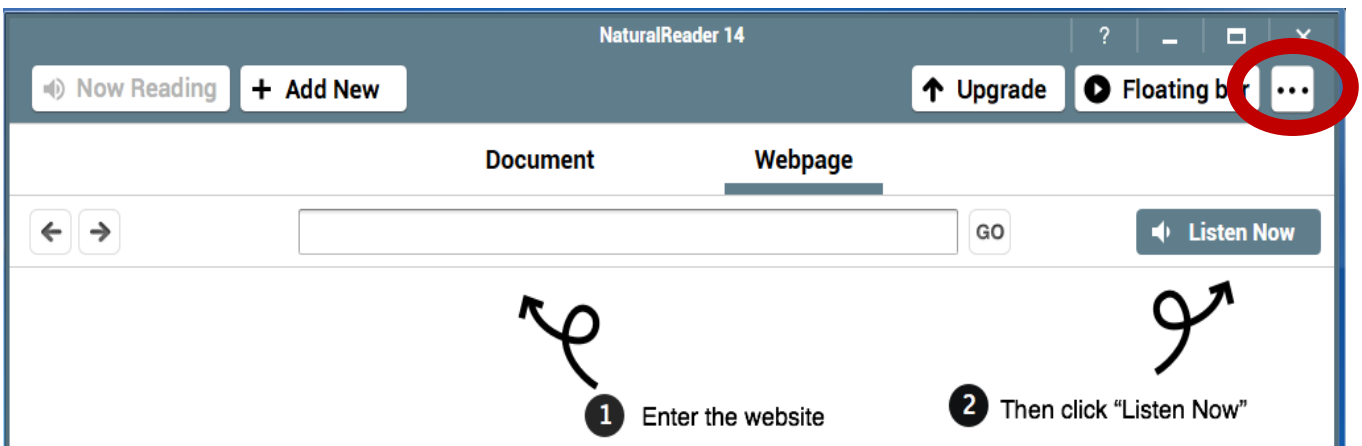 NaturalReader 14 ?
Now Reading + Add New Upgrade Floating bar ...
Document Webpage
GO Listen Now
1 Enter the website 2 Then click “Listen Now”